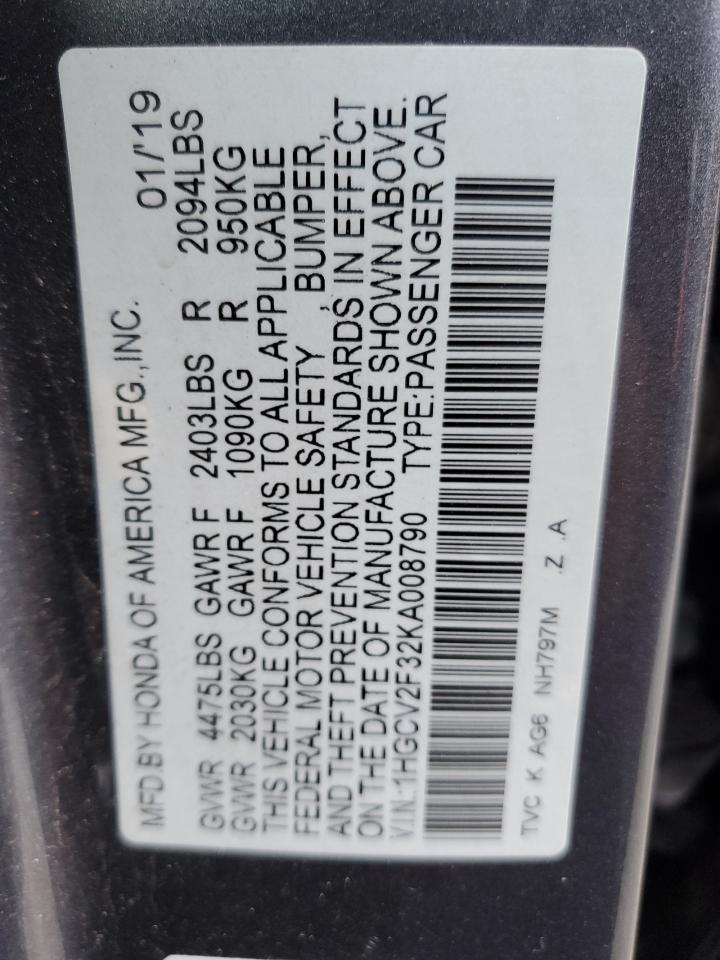 MFD.BY HONDA OF AMERICA MFG.,INC. 01/'19
GVWR 4475LBS GAWR F 2403LBS R 2094LBS
GVWR 2030KG GAWR F 1090KG R 950KG
THIS VEHICLE CONFORMS TO ALL APPLICABLE
FEDERAL MOTOR VEHICLE SAFETY , BUMPER,
AND THEFT PREVENTION STANDARDS IN EFFECT
ON THE DATE OF MANUFACTURE SHOWN ABOVE.
V.I.N.:1HGCV2F32KA008790 TYPE:PASSENGER CAR
TVC K AG6 NH797M .Z .A